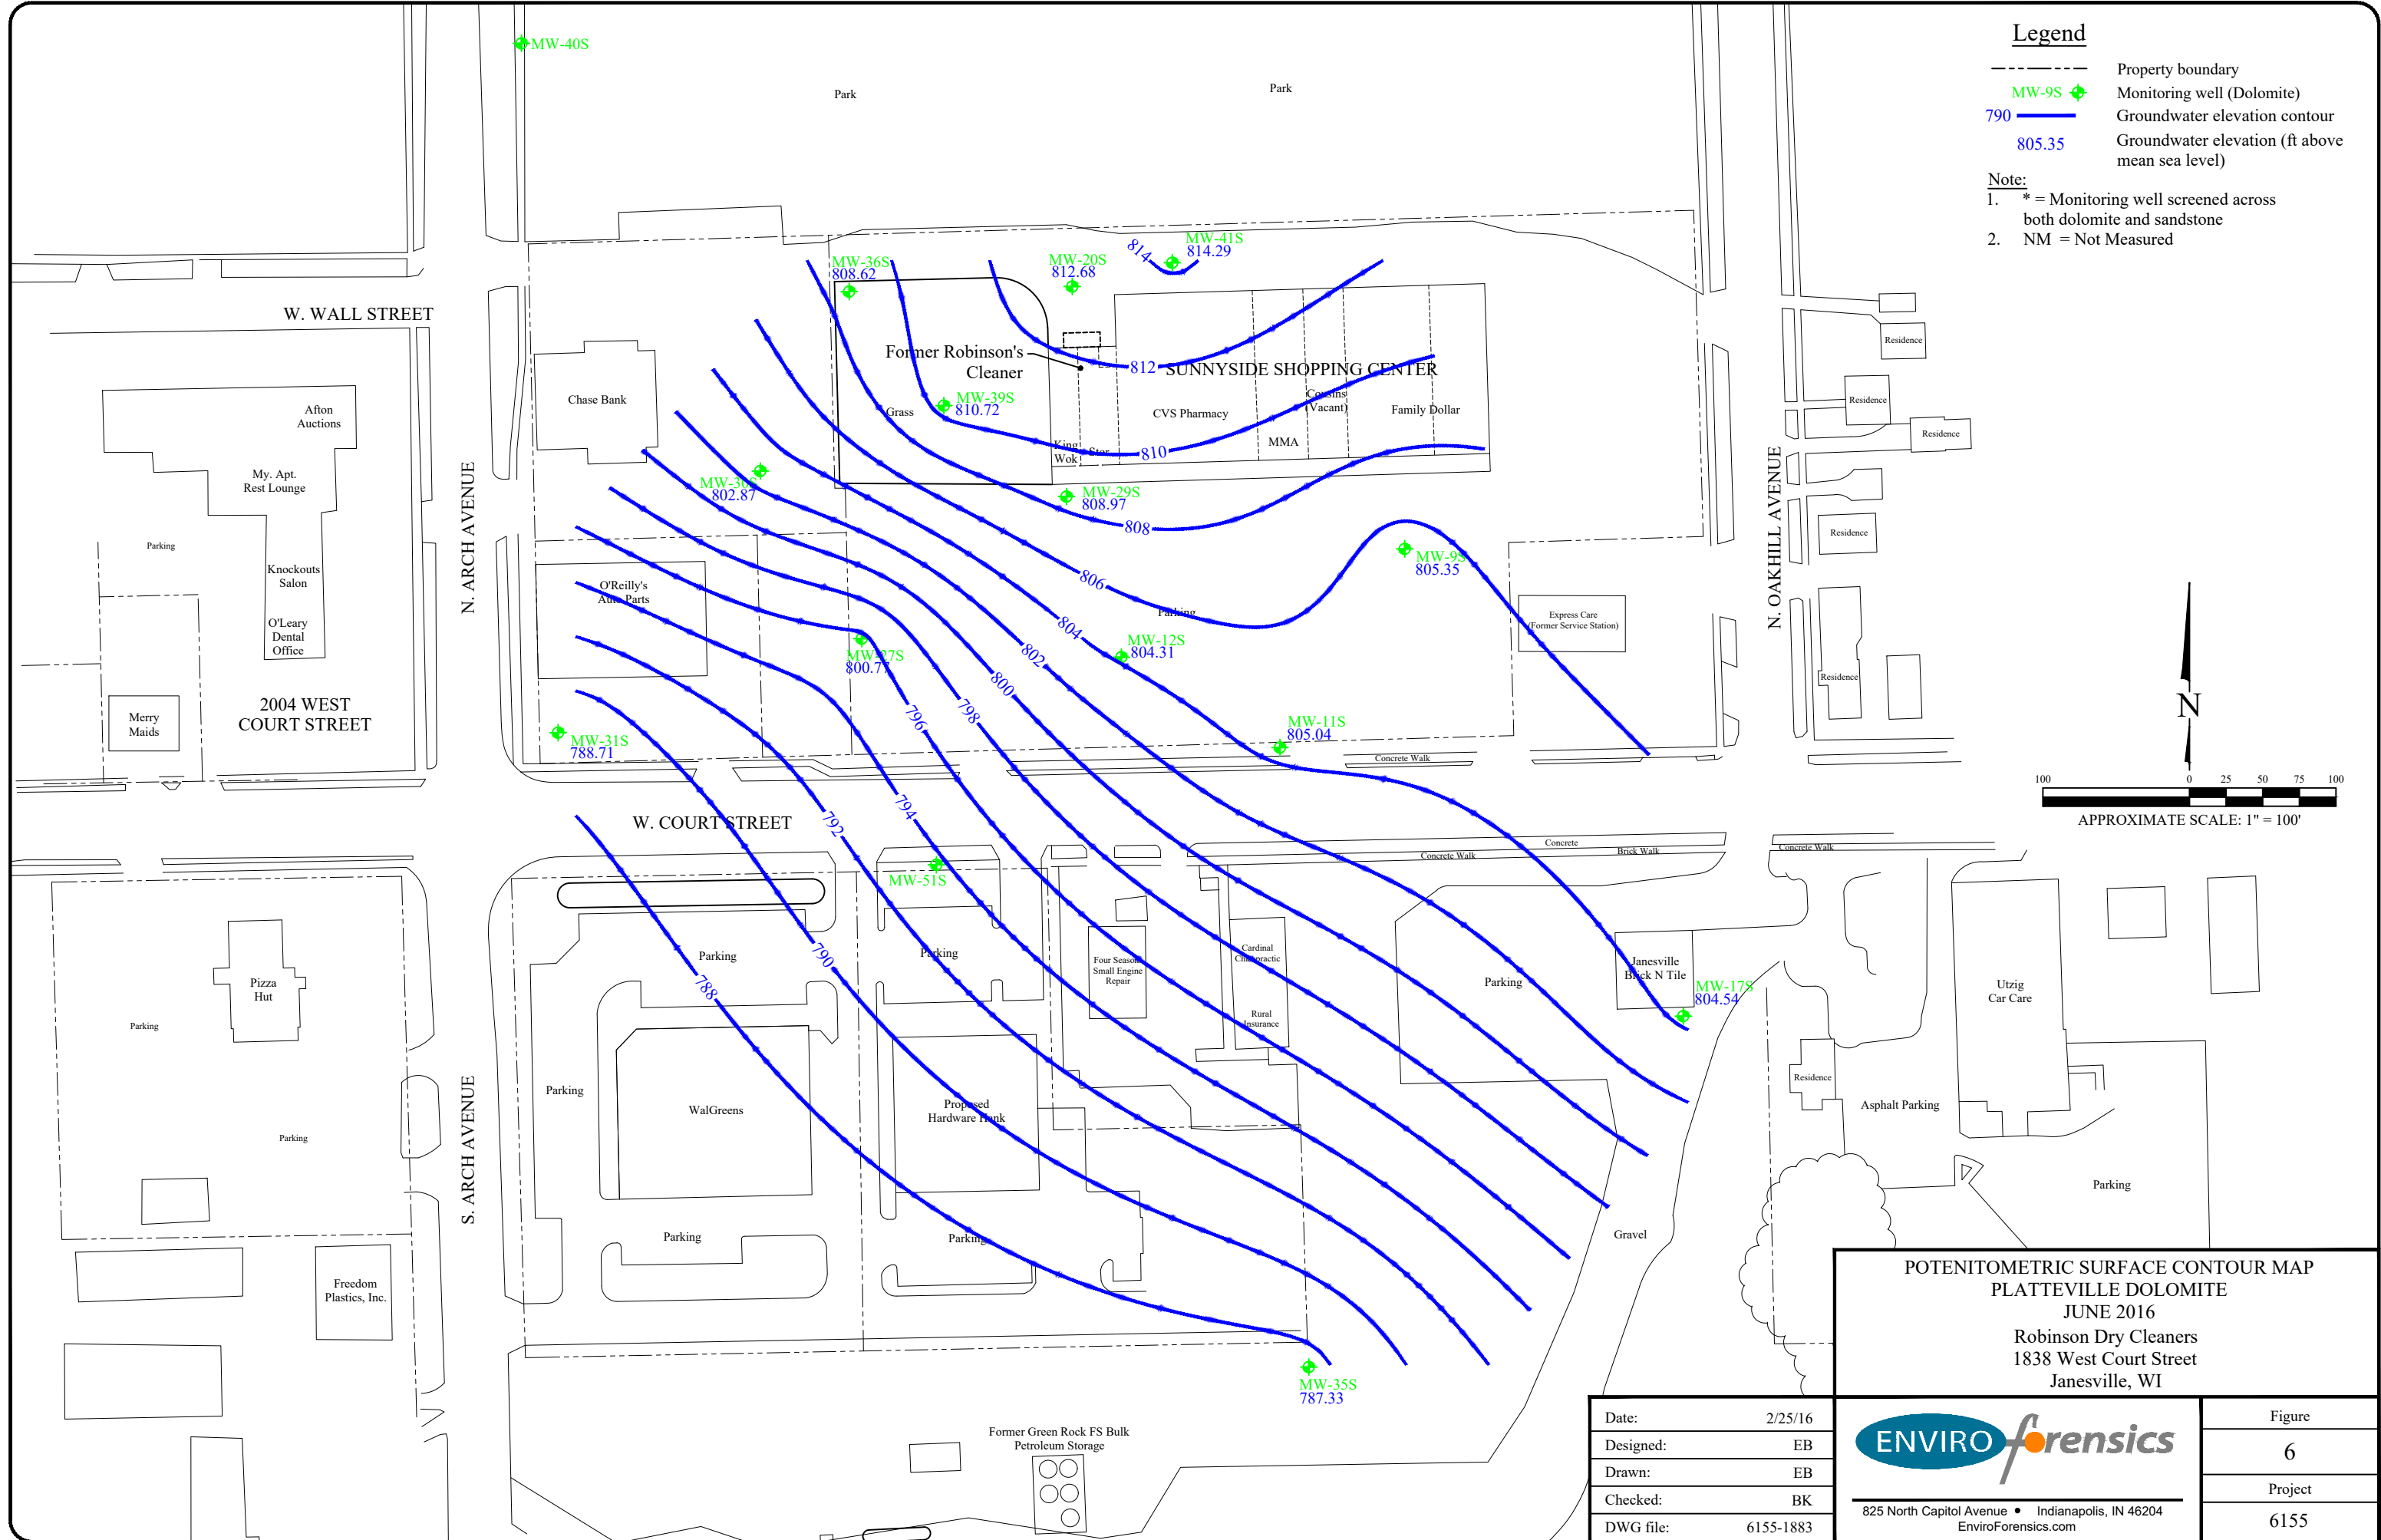 MW-40S
Park
Park
Legend
Property boundary
MW-9S
Monitoring well (Dolomite)
790
Groundwater elevation contour
805.35
Groundwater elevation (ft above
mean sea level)
Note:
1. * = Monitoring well screened across
both dolomite and sandstone
2. NM = Not Measured
MW-36S
808.62
MW-20S
812.68
814
MW-41S
814.29
W. WALL STREET
Former Robinson's
Cleaner
812
SUNNYSIDE SHOPPING CENTER
Chase Bank
Afton
Auctions
MW-39S
810.72
Grass
CVS Pharmacy
Cousins
(Vacant)
Family Dollar
MMA
King
Wok
Stor.
810
My. Apt.
Rest Lounge
MW-30S
802.87
MW-29S
808.97
808
N. ARCH AVENUE
N. OAKHILL AVENUE
Residence
Residence
Residence
Residence
Residence
Parking
Knockouts
Salon
O'Leary
Dental
Office
O'Reilly's
Auto Parts
806
MW-9S
805.35
Parking
Express Care
(Former Service Station)
804
MW-12S
804.31
MW-27S
800.77
802
800
798
796
2004 WEST
COURT STREET
Merry
Maids
MW-31S
788.71
MW-11S
805.04
Concrete Walk
N
100 0 25 50 75 100
APPROXIMATE SCALE: 1" = 100'
W. COURT STREET
794
792
Concrete
Concrete Walk
Brick Walk
Concrete Walk
MW-51S
790
788
Parking
Parking
Four Season
Small Engine
Repair
Cardinal
Chiropractic
Rural
Insurance
Parking
Janesville
Brick N Tile
MW-17S
804.54
Utzig
Car Care
Pizza
Hut
Parking
Parking
Parking
WalGreens
Proposed
Hardware Hank
Residence
Asphalt Parking
Parking
S. ARCH AVENUE
Parking
Parking
Gravel
Freedom
Plastics, Inc.
MW-35S
787.33
Former Green Rock FS Bulk
Petroleum Storage
POTENITOMETRIC SURFACE CONTOUR MAP
PLATTEVILLE DOLOMITE
JUNE 2016
Robinson Dry Cleaners
1838 West Court Street
Janesville, WI
Date: 2/25/16
Designed: EB
Drawn: EB
Checked: BK
DWG file: 6155-1883
ENVIROforensics
825 North Capitol Avenue • Indianapolis, IN 46204
EnviroForensics.com
Figure
6
Project
6155